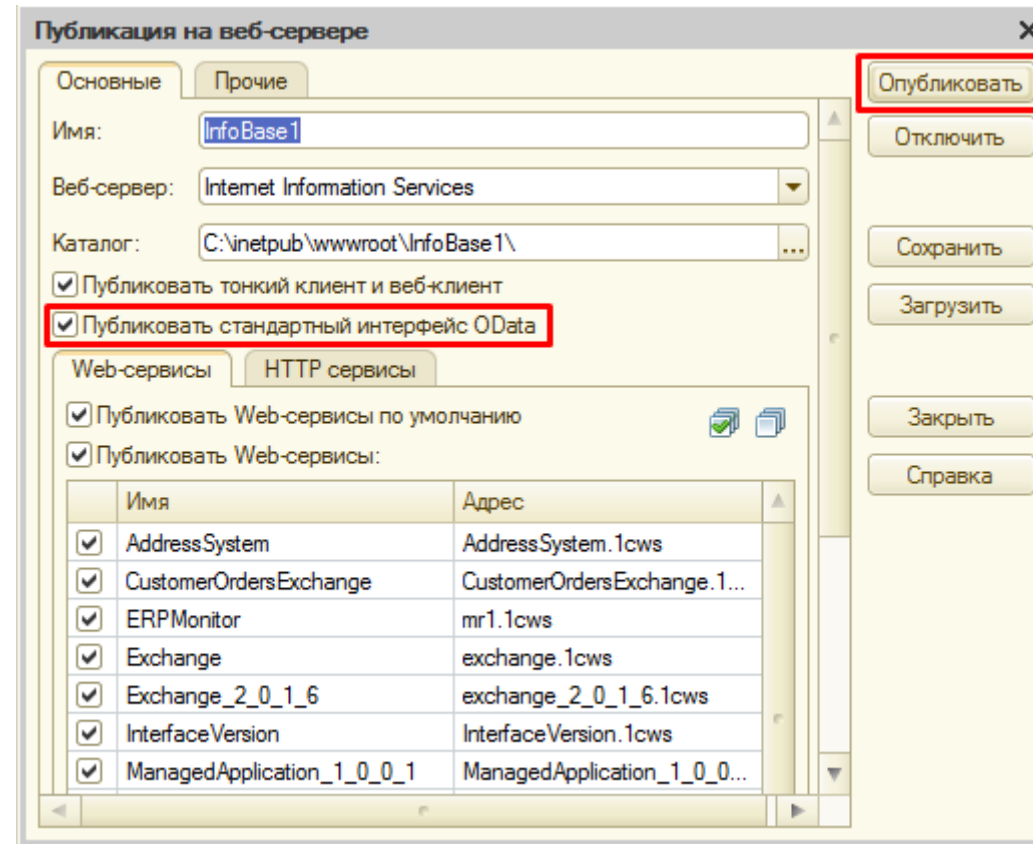 Публикация на веб-сервере
Основные Прочие
Опубликовать
Имя: InfoBase1
Отключить
Веб-сервер: Internet Information Services
Каталог: C:\inetpub\wwwroot\InfoBase1\ ...
Сохранить
Публиковать тонкий клиент и веб-клиент
Загрузить
Публиковать стандартный интерфейс OData
Web-сервисы HTTP сервисы
Публиковать Web-сервисы по умолчанию
Закрыть
Публиковать Web-сервисы:
Справка
Имя Адрес
AddressSystem AddressSystem.1cws
CustomerOrdersExchange CustomerOrdersExchange.1...
ERPMonitor mr1.1cws
Exchange exchange.1cws
Exchange_2_0_1_6 exchange_2_0_1_6.1cws
InterfaceVersion InterfaceVersion.1cws
ManagedApplication_1_0_0_1 ManagedApplication_1_0_0...